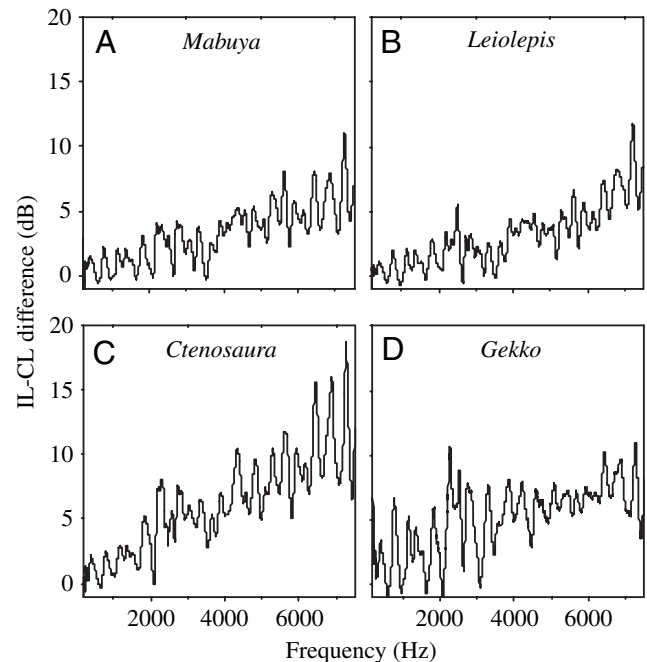 A
Mabuya
B
Leiolepis
20
15
10
5
0
C
Ctenosaura
D
Gekko
20
15
10
5
0
IL-CL difference (dB)
2000 4000 6000
2000 4000 6000
Frequency (Hz)